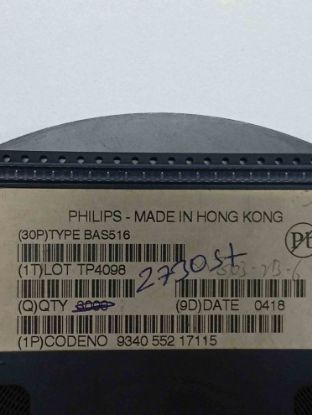 PHILIPS - MADE IN HONG KONG
(30P)TYPE BAS516
(1T)LOT TP4098
2730st
(Q)QTY 3000 (9D)DATE 0418
(1P)CODENO 9340 552 17115